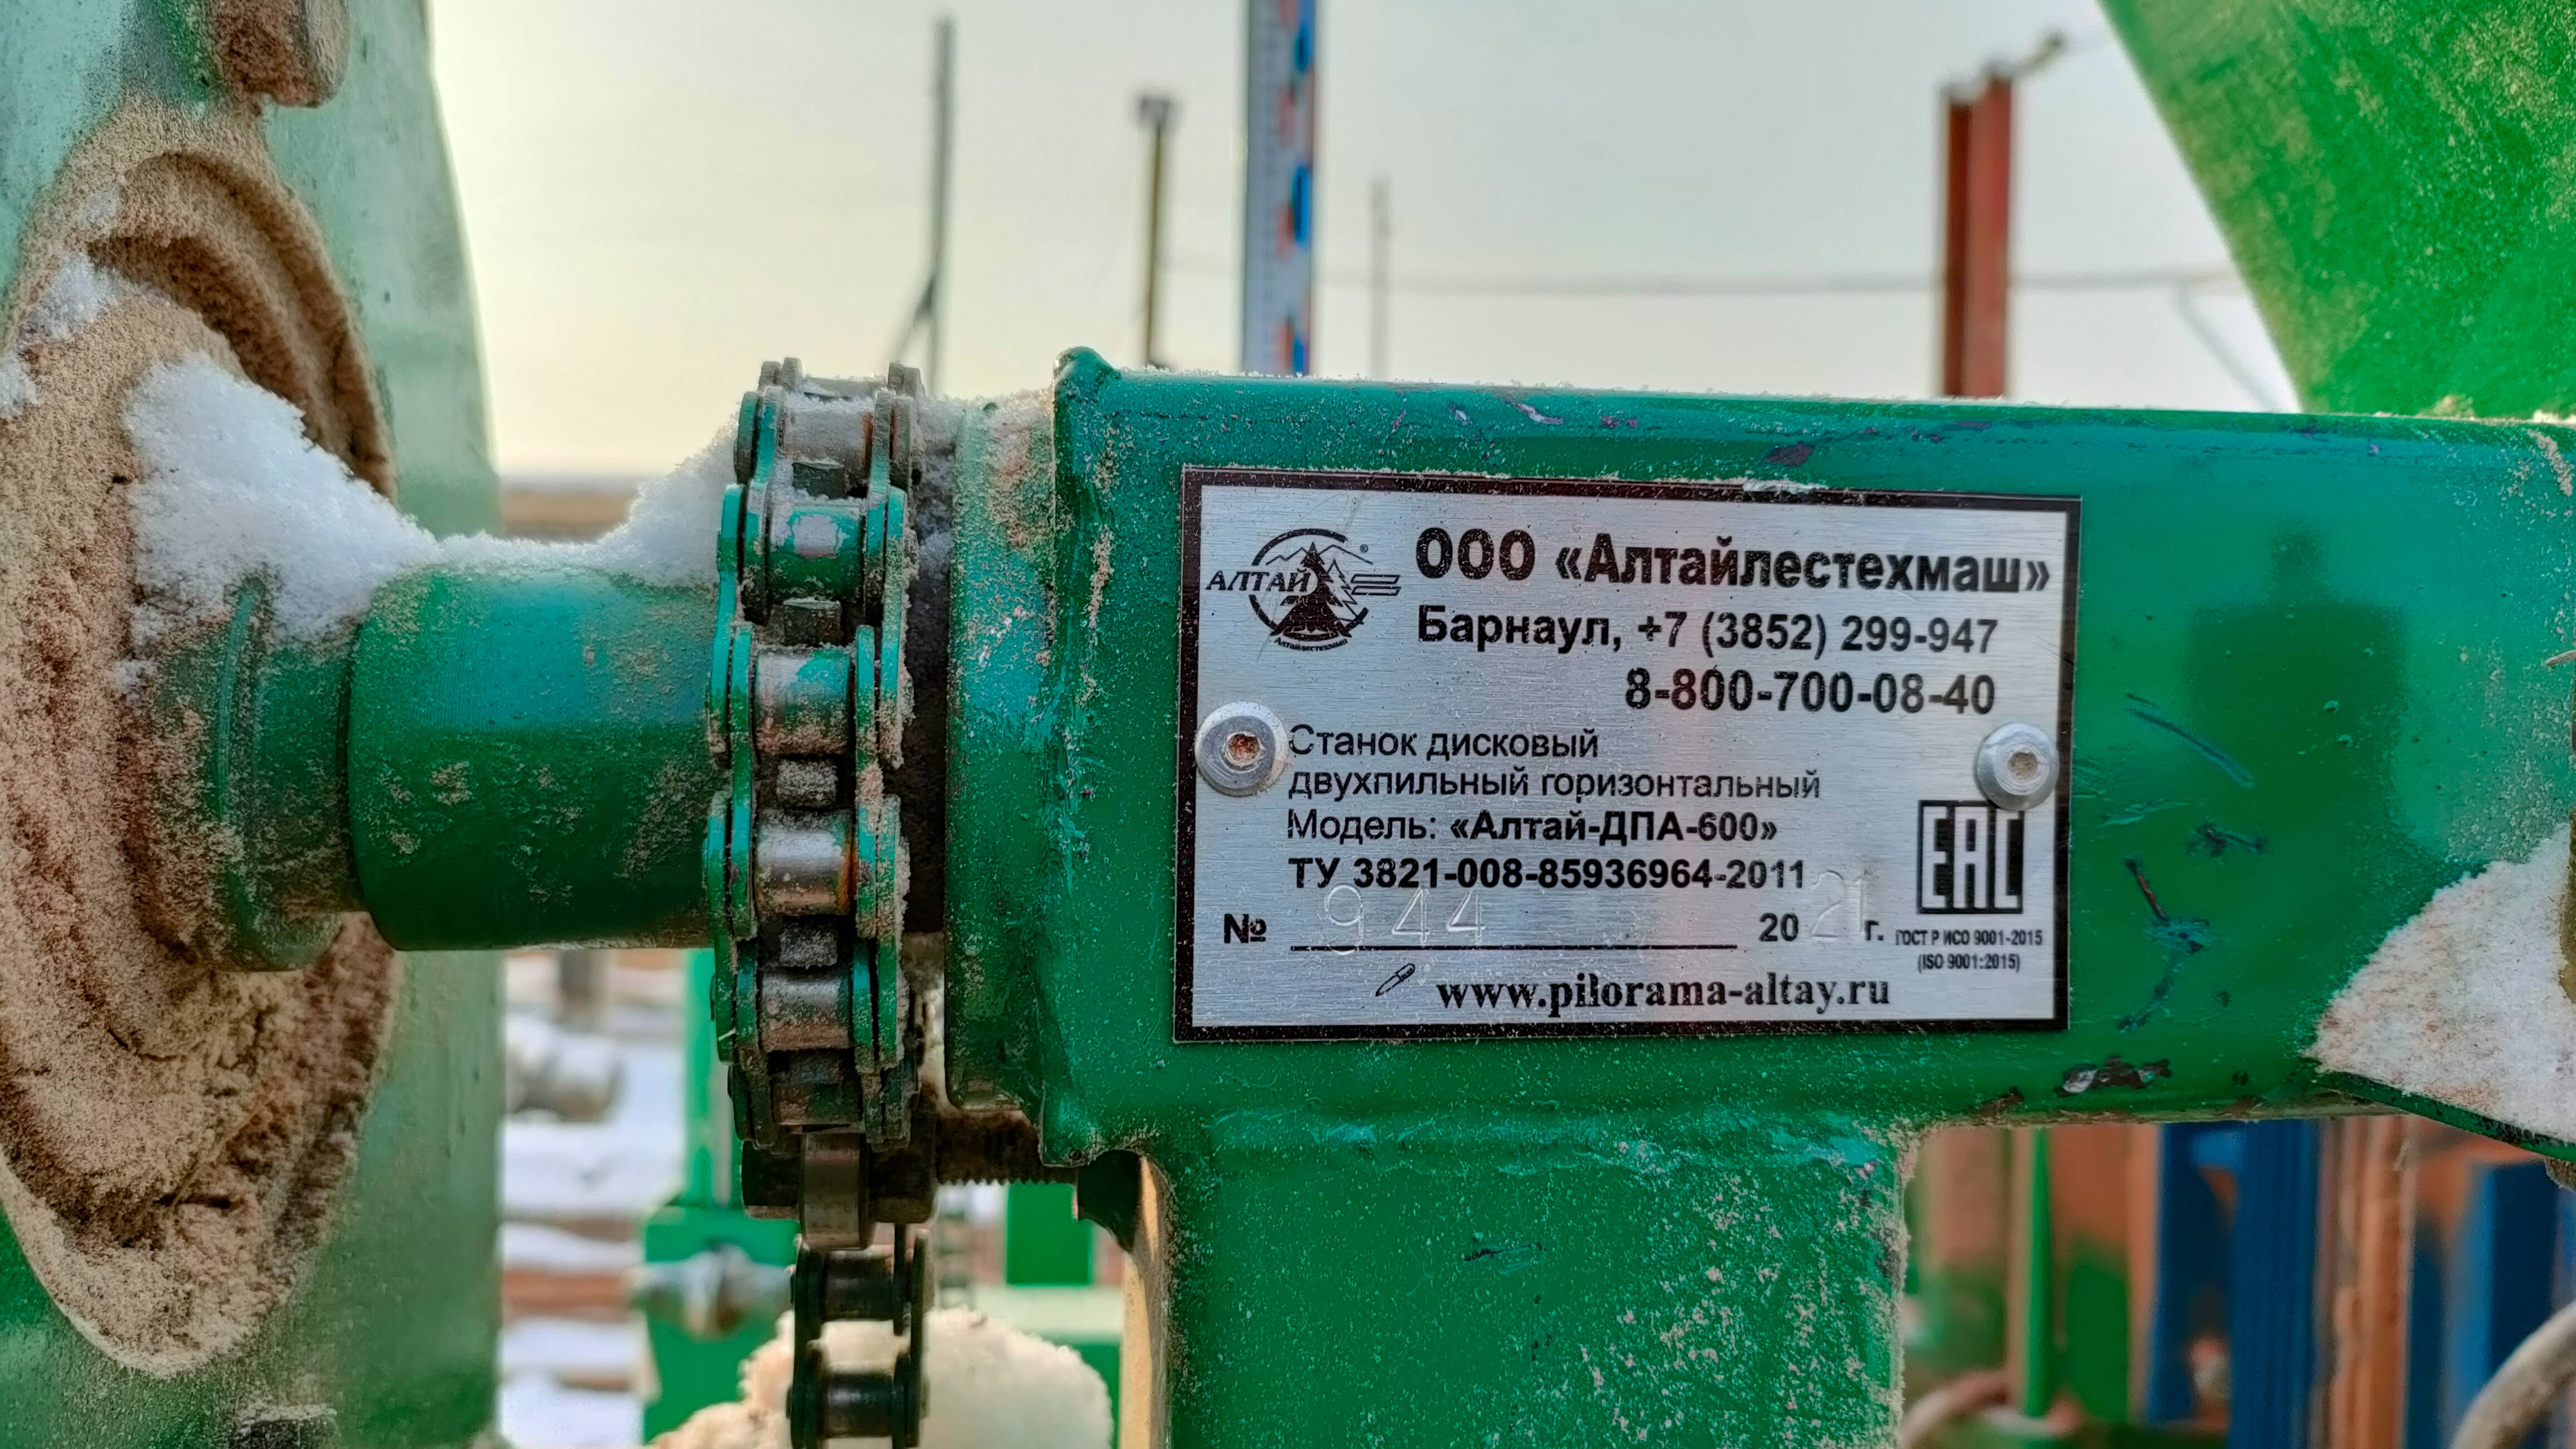 АЛТАЙ
®
Алтайлестехмаш
ООО «Алтайлестехмаш»
Барнаул, +7 (3852) 299-947
8-800-700-08-40
Станок дисковый
двухпильный горизонтальный
Модель: «Алтай-ДПА-600»
ТУ 3821-008-85936964-2011
№ 944 2021 г.
EAC
ГОСТ Р ИСО 9001-2015
(ISO 9001:2015)
www.pilorama-altay.ru